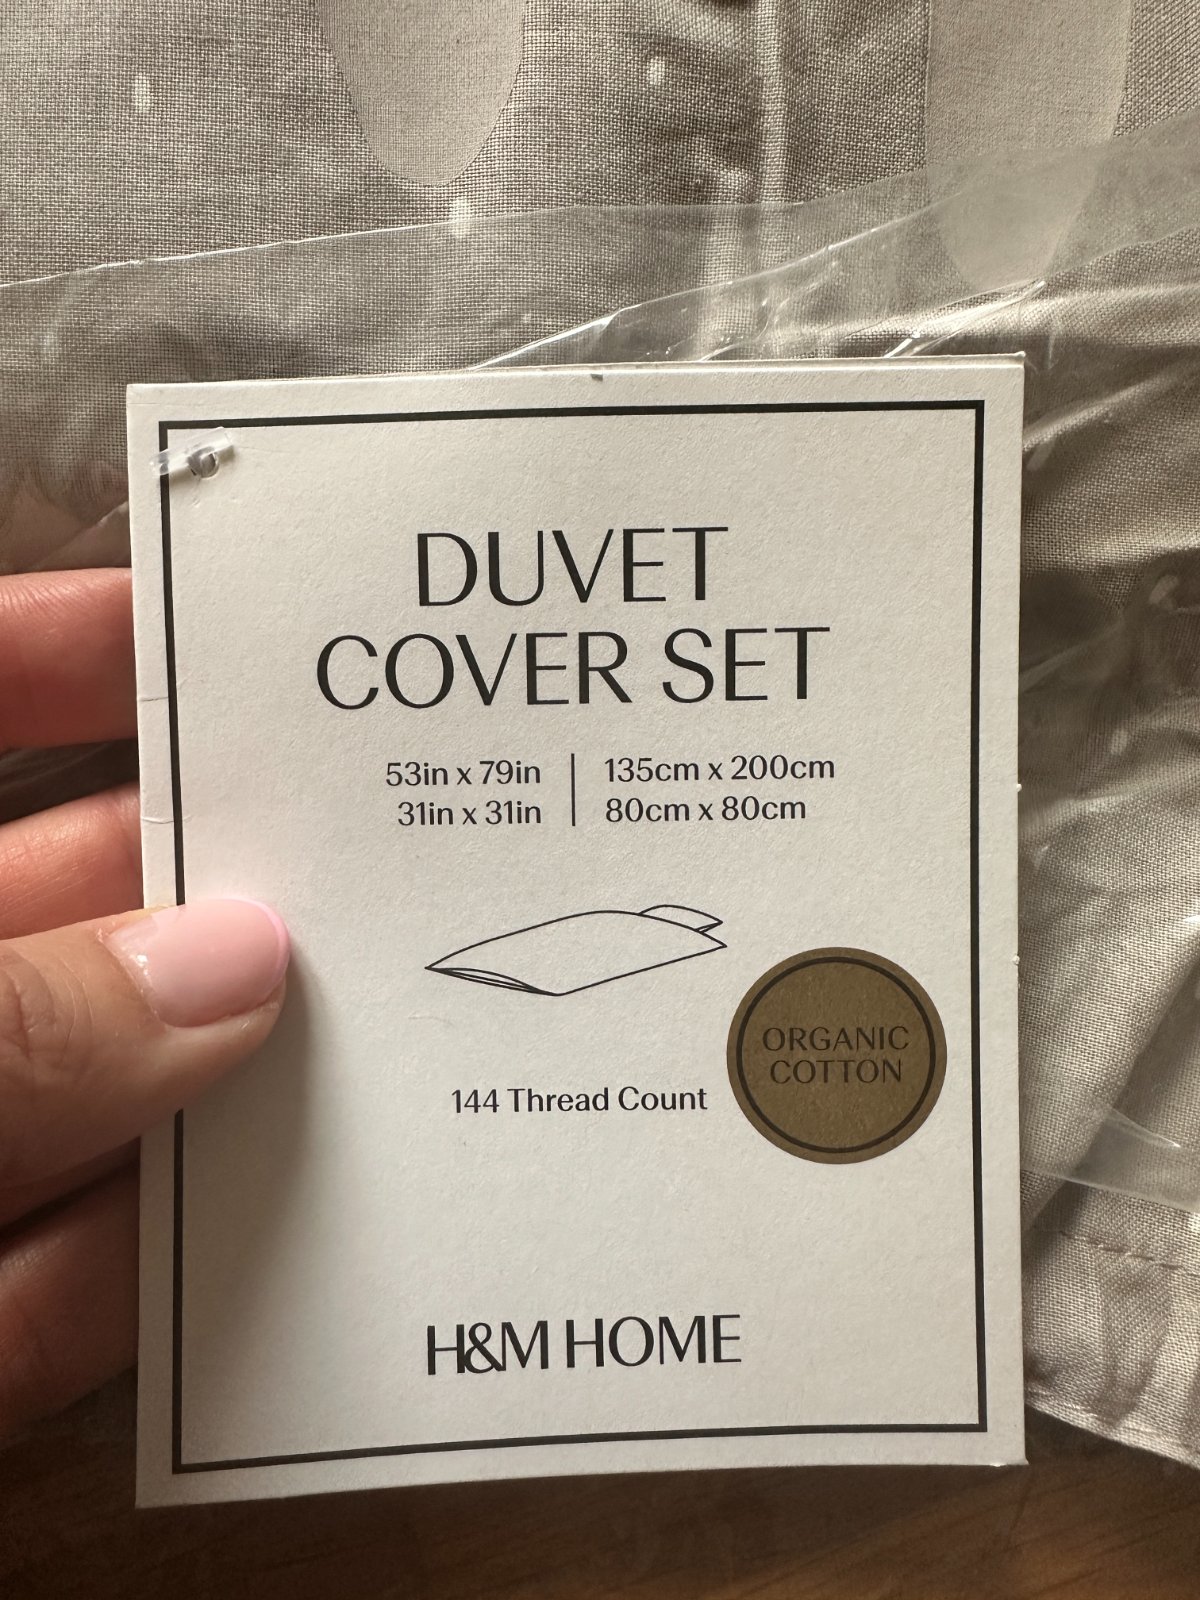 DUVET
COVER SET
53in x 79in | 135cm x 200cm
31in x 31in | 80cm x 80cm
144 Thread Count
ORGANIC
COTTON
H&M HOME